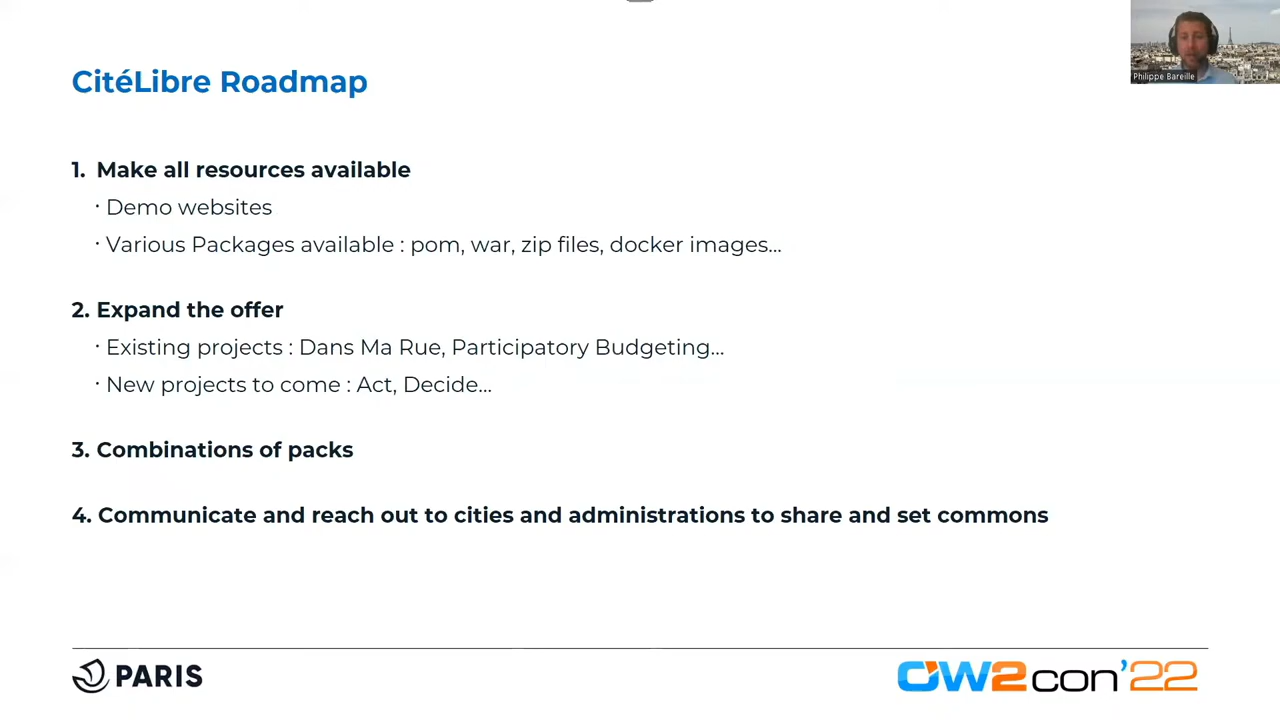 CitéLibre Roadmap
Philippe Bareille
1. Make all resources available
· Demo websites
· Various Packages available : pom, war, zip files, docker images...
2. Expand the offer
· Existing projects : Dans Ma Rue, Participatory Budgeting...
· New projects to come : Act, Decide...
3. Combinations of packs
4. Communicate and reach out to cities and administrations to share and set commons
PARIS
OW2con'22